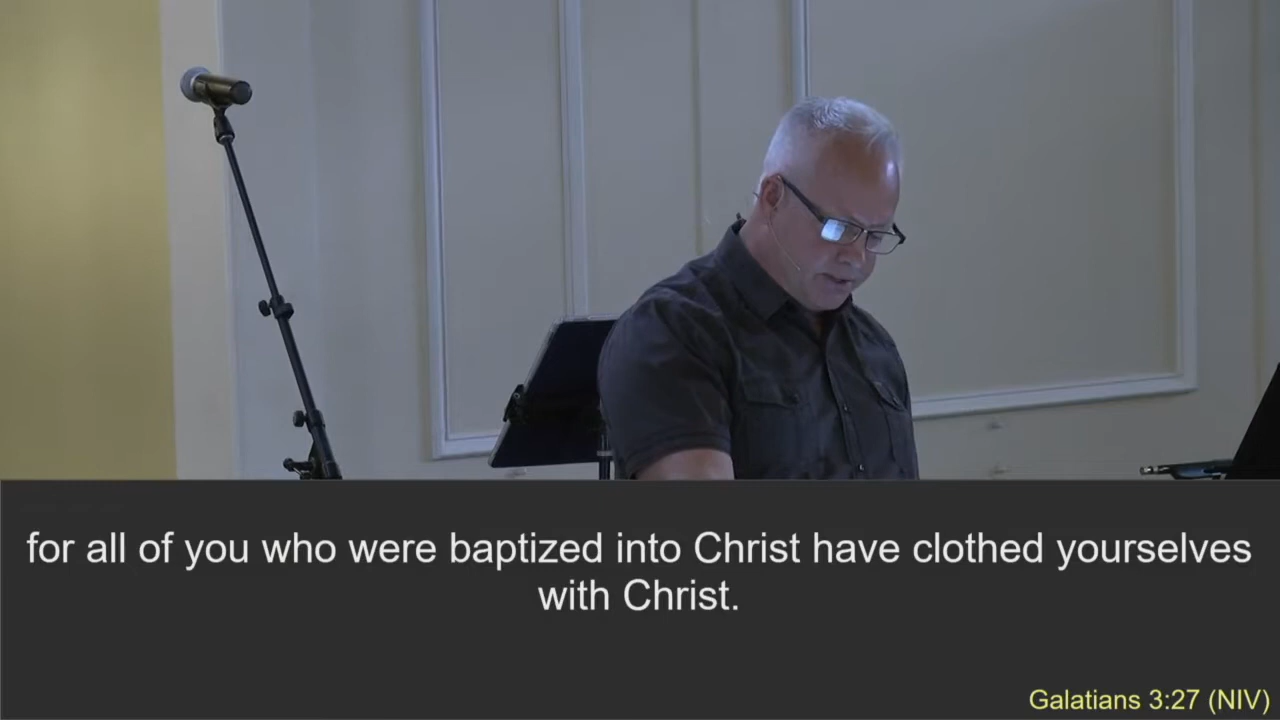 for all of you who were baptized into Christ have clothed yourselves
with Christ.
Galatians 3:27 (NIV)